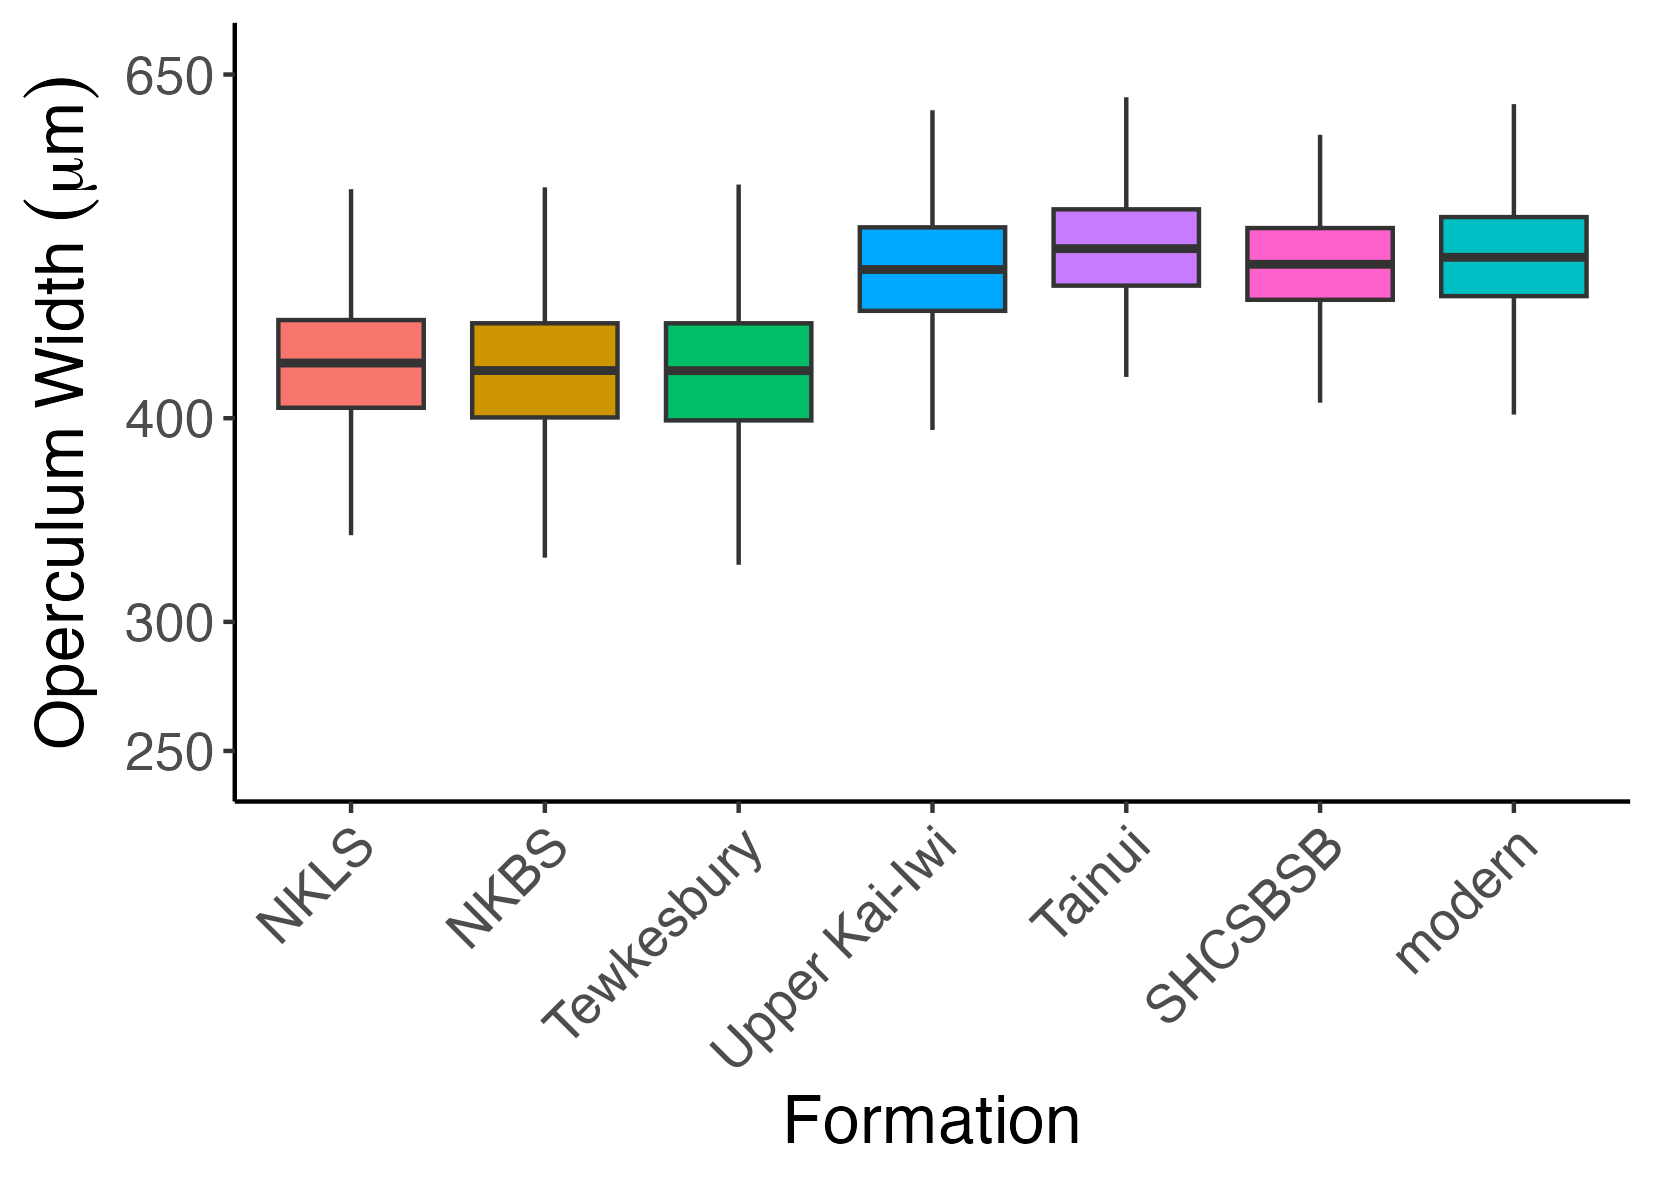 Operculum Width (μm)
650
400
300
250
NKLS
NKBS
Tewkesbury
Upper Kai-Iwi
Tainui
SHCSBSB
modern
Formation